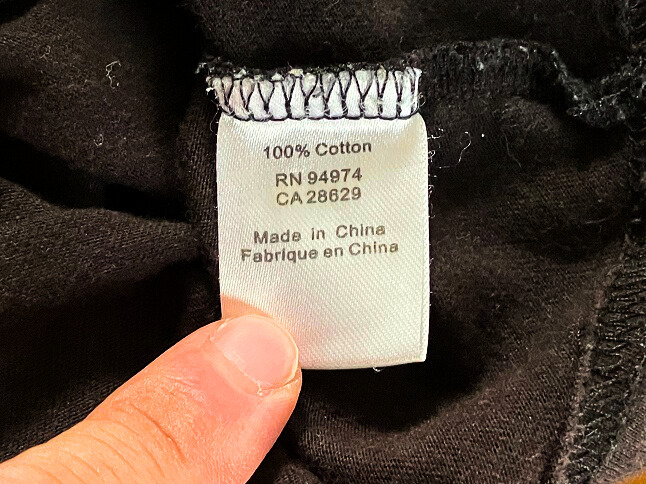 100% Cotton
RN 94974
CA 28629
Made in China
Fabrique en China